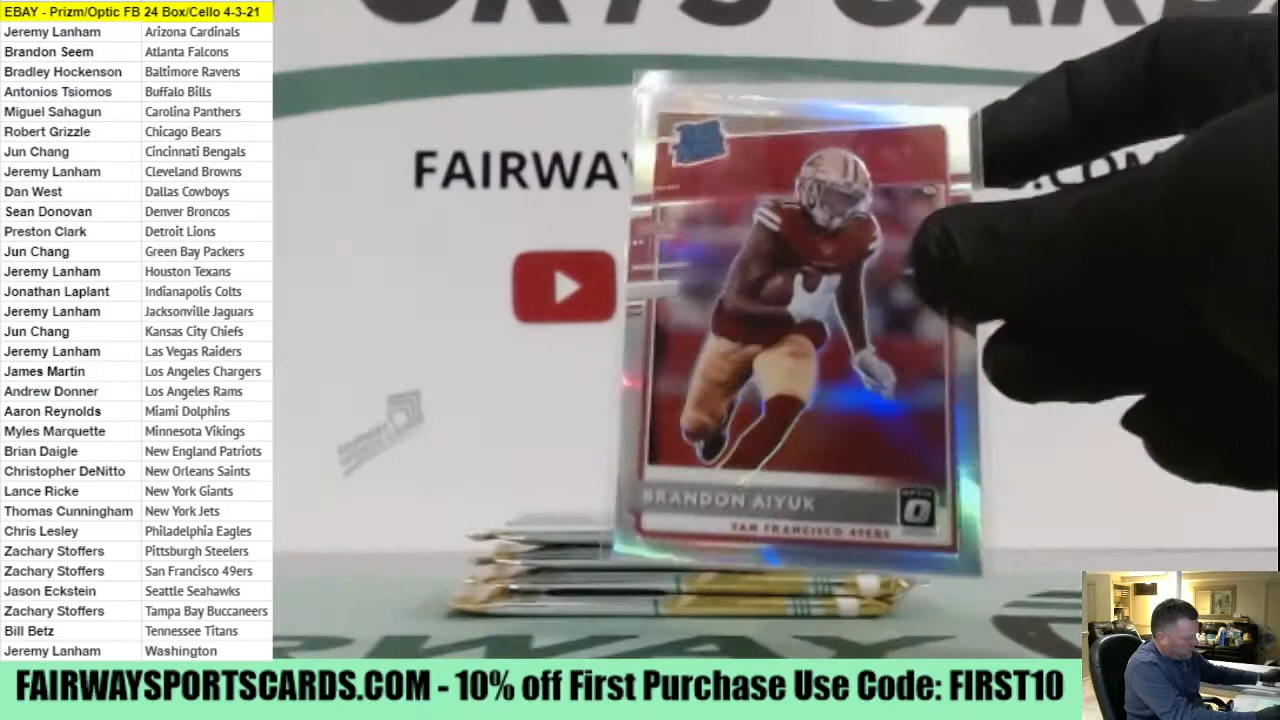 EBAY - Prizm/Optic FB 24 Box/Cello 4-3-21
Jeremy Lanham Arizona Cardinals
Brandon Seem Atlanta Falcons
Bradley Hockenson Baltimore Ravens
Antonios Tsiomos Buffalo Bills
Miguel Sahagun Carolina Panthers
Robert Grizzle Chicago Bears
Jun Chang Cincinnati Bengals
Jeremy Lanham Cleveland Browns
Dan West Dallas Cowboys
Sean Donovan Denver Broncos
Preston Clark Detroit Lions
Jun Chang Green Bay Packers
Jeremy Lanham Houston Texans
Jonathan Laplant Indianapolis Colts
Jeremy Lanham Jacksonville Jaguars
Jun Chang Kansas City Chiefs
Jeremy Lanham Las Vegas Raiders
James Martin Los Angeles Chargers
Andrew Donner Los Angeles Rams
Aaron Reynolds Miami Dolphins
Myles Marquette Minnesota Vikings
Brian Daigle New England Patriots
Christopher DeNitto New Orleans Saints
Lance Ricke New York Giants
Thomas Cunningham New York Jets
Chris Lesley Philadelphia Eagles
Zachary Stoffers Pittsburgh Steelers
Zachary Stoffers San Francisco 49ers
Jason Eckstein Seattle Seahawks
Zachary Stoffers Tampa Bay Buccaneers
Bill Betz Tennessee Titans
Jeremy Lanham Washington
ORTS CARDS
FAIRWAY
.COM
BRANDON AIYUK
SAN FRANCISCO 49ERS
OPTIC
FAIRWAY
FAIRWAYSPORTSCARDS.COM - 10% off First Purchase Use Code: FIRST10